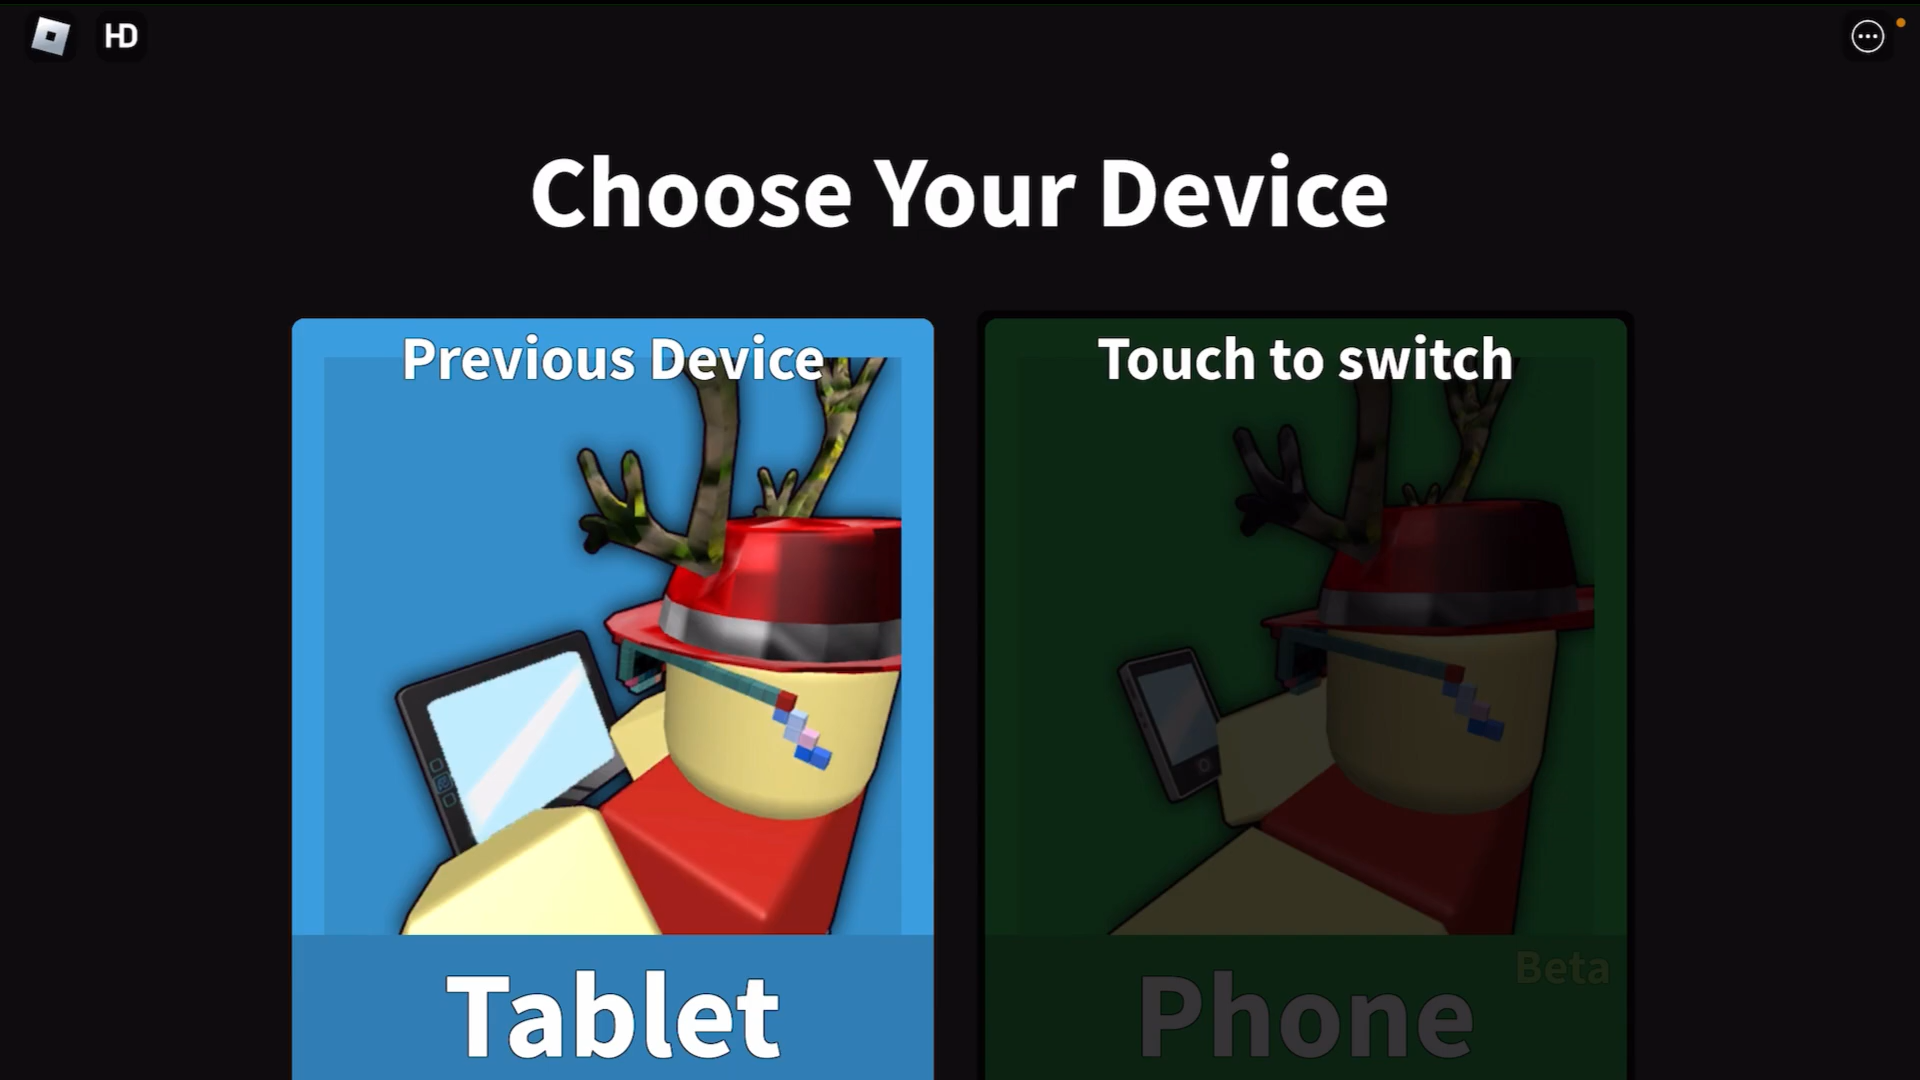 HD
Choose Your Device
Previous Device
Touch to switch
Tablet
Beta
Phone